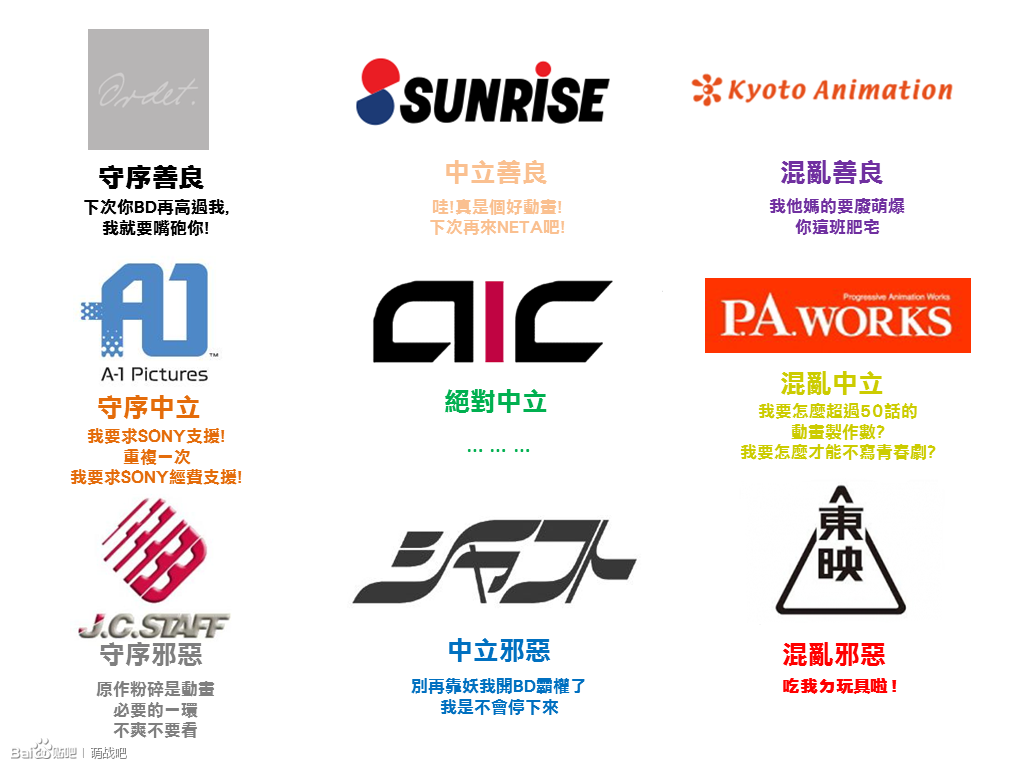 Ordet.
SUNRISE
Kyoto Animation
守序善良
中立善良
混亂善良
下次你BD再高過我,
我就要嘴砲你!
哇!真是個好動畫!
下次再來NETA吧!
我他媽的要廢萌爆
你這班肥宅
A1
TM
A-1 Pictures
aic
Progressive Animation Works
P.A.WORKS
守序中立
絕對中立
混亂中立
我要求SONY支援!
重複一次
我要求SONY經費支援!
... ... ...
我要怎麼超過50話的
動畫製作數?
我要怎麼才能不寫青春劇?
J.C.STAFF
シャフト
東映
守序邪惡
中立邪惡
混亂邪惡
原作粉碎是動畫
必要的一環
不爽不要看
別再靠妖我開BD霸權了
我是不會停下來
吃我ㄉ玩具啦!
Bai du 贴吧 | 萌战吧